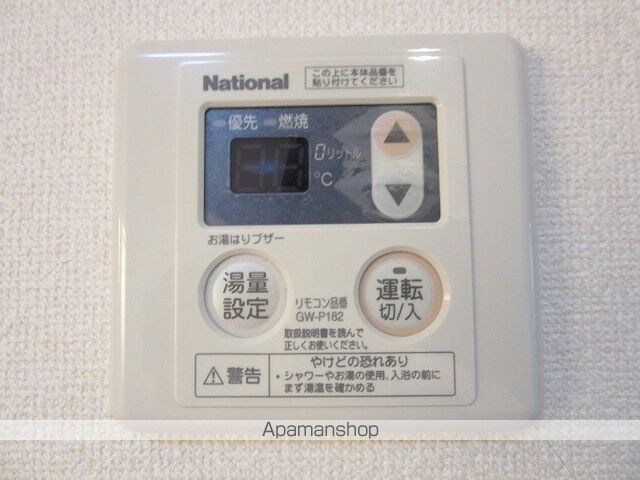 National
この上に本体品番を
貼り付けてください
優先 燃焼
0リットル
℃
お湯はりブザー
湯量
設定
リモコン品番
GW-P182
運転
切/入
取扱説明書を読んで
正しくお使いください。
警告
やけどの恐れあり
・シャワーやお湯の使用、入浴の前に
まず湯温を確かめる
Apamanshop